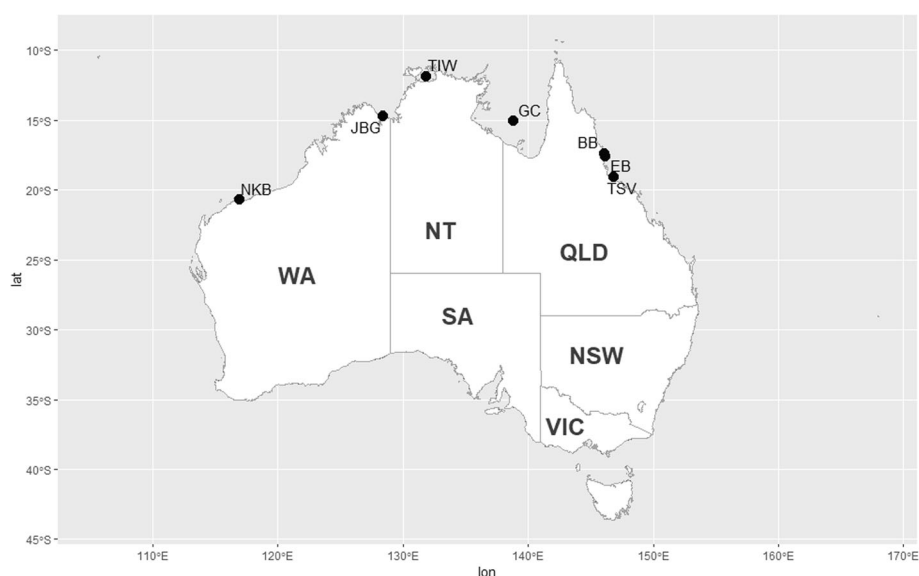 10°S
TIW
GC
15°S
JBG
BB
EB
NKB
TSV
20°S
NT
QLD
25°S
WA
lat
SA
30°S
NSW
35°S
VIC
40°S
45°S
110°E 120°E 130°E 140°E 150°E 160°E 170°E
lon